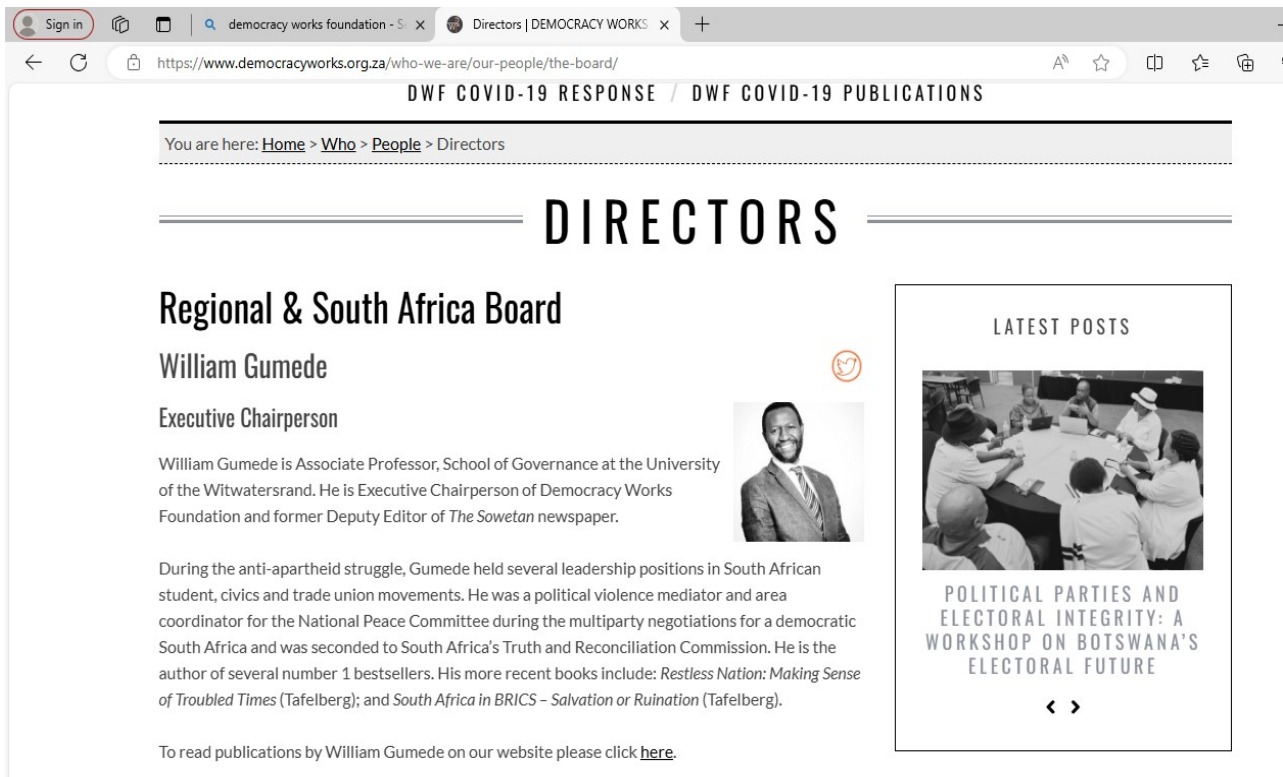 Sign in
democracy works foundation - S
Directors | DEMOCRACY WORKS
https://www.democracyworks.org.za/who-we-are/our-people/the-board/
DWF COVID-19 RESPONSE / DWF COVID-19 PUBLICATIONS
You are here: Home > Who > People > Directors
DIRECTORS
Regional & South Africa Board
William Gumede
Executive Chairperson
William Gumede is Associate Professor, School of Governance at the University
of the Witwatersrand. He is Executive Chairperson of Democracy Works
Foundation and former Deputy Editor of The Sowetan newspaper.
During the anti-apartheid struggle, Gumede held several leadership positions in South African
student, civics and trade union movements. He was a political violence mediator and area
coordinator for the National Peace Committee during the multiparty negotiations for a democratic
South Africa and was seconded to South Africa's Truth and Reconciliation Commission. He is the
author of several number 1 bestsellers. His more recent books include: Restless Nation: Making Sense
of Troubled Times (Tafelberg); and South Africa in BRICS – Salvation or Ruination (Tafelberg).
To read publications by William Gumede on our website please click here.
LATEST POSTS
POLITICAL PARTIES AND
ELECTORAL INTEGRITY: A
WORKSHOP ON BOTSWANA'S
ELECTORAL FUTURE